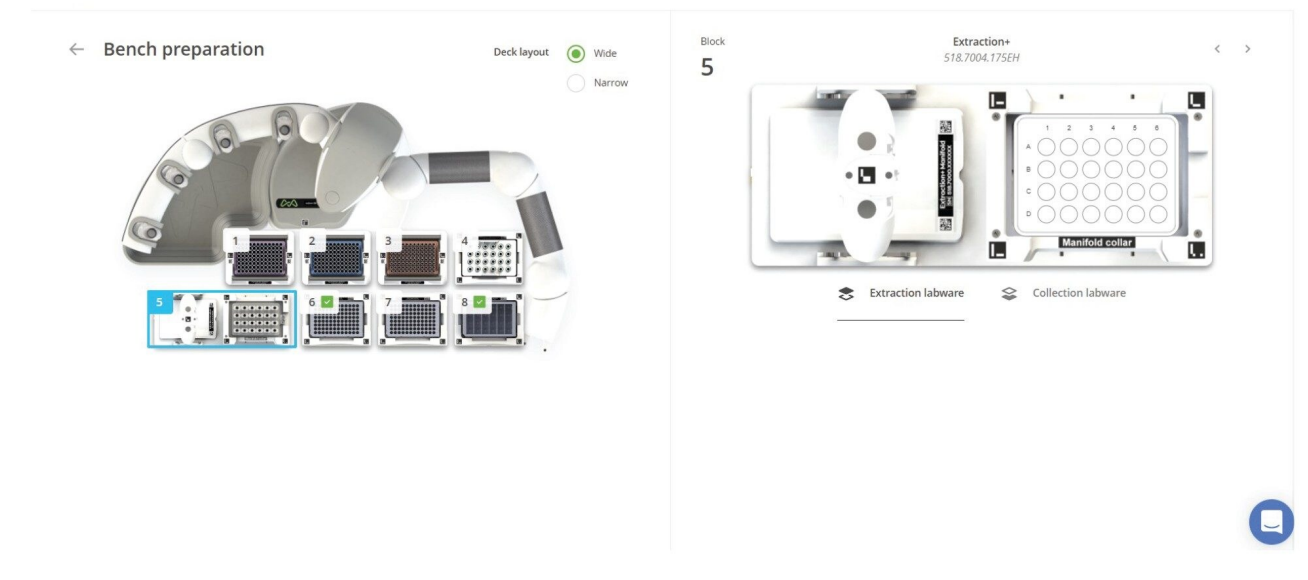 Bench preparation
Deck layout
Wide
Narrow
1
2
3
4
5
6
7
8
Block
5
Extraction+
518.7004.175EH
1 2 3 4 5 6
A
B
C
D
Extraction+ Manifold
Manifold collar
Extraction labware
Collection labware